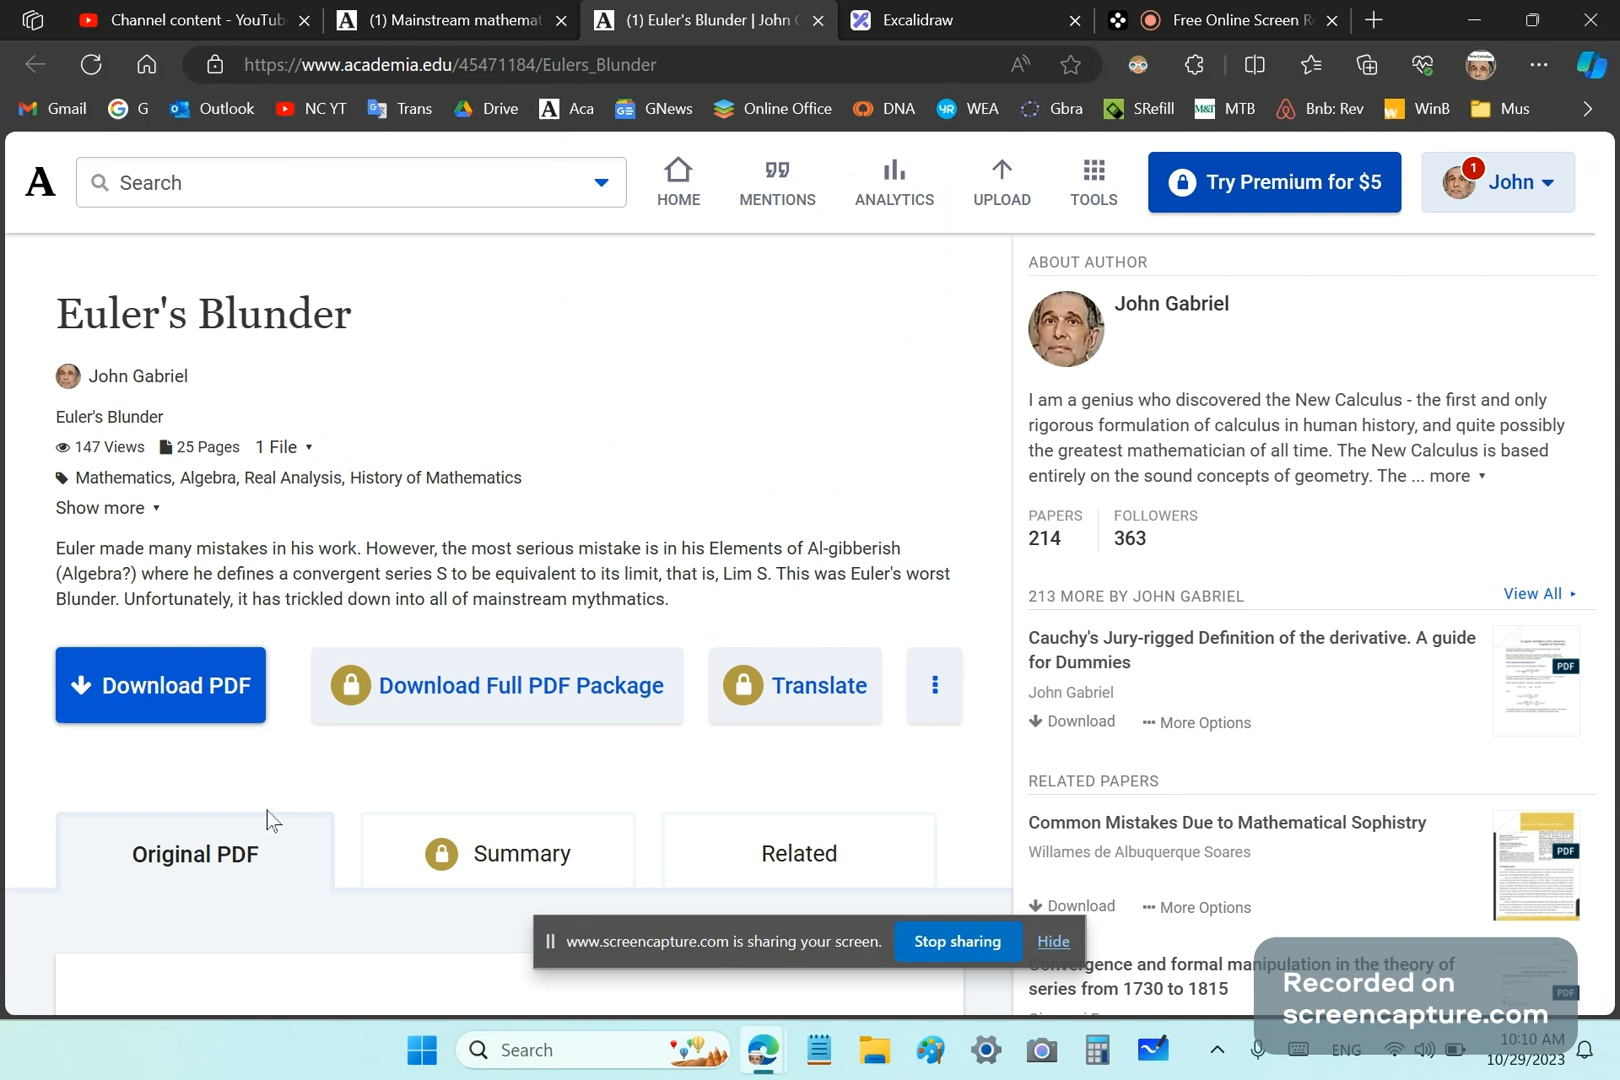 Channel content - YouTub
(1) Mainstream mathemat
(1) Euler's Blunder | John G
Excalidraw
Free Online Screen R
https://www.academia.edu/45471184/Eulers_Blunder
Gmail
G
Outlook
NC YT
Trans
Drive
Aca
GNews
Online Office
DNA
WEA
Gbra
SRefill
M&T MTB
Bnb: Rev
WinB
Mus
A
Search
HOME
MENTIONS
ANALYTICS
UPLOAD
TOOLS
Try Premium for $5
1
John
Euler's Blunder
John Gabriel
Euler's Blunder
147 Views 25 Pages 1 File
Mathematics, Algebra, Real Analysis, History of Mathematics
Show more
Euler made many mistakes in his work. However, the most serious mistake is in his Elements of Al-gibberish
(Algebra?) where he defines a convergent series S to be equivalent to its limit, that is, Lim S. This was Euler's worst
Blunder. Unfortunately, it has trickled down into all of mainstream mythmatics.
Download PDF
Download Full PDF Package
Translate
Original PDF
Summary
Related
ABOUT AUTHOR
John Gabriel
I am a genius who discovered the New Calculus - the first and only
rigorous formulation of calculus in human history, and quite possibly
the greatest mathematician of all time. The New Calculus is based
entirely on the sound concepts of geometry. The ... more
PAPERS FOLLOWERS
214 363
213 MORE BY JOHN GABRIEL
View All
Cauchy's Jury-rigged Definition of the derivative. A guide
for Dummies
PDF
John Gabriel
Download
More Options
RELATED PAPERS
Common Mistakes Due to Mathematical Sophistry
Willames de Albuquerque Soares
PDF
Download
More Options
Convergence and formal manipulation in the theory of
series from 1730 to 1815
PDF
www.screencapture.com is sharing your screen.
Stop sharing
Hide
Recorded on
screencapture.com
Search
ENG
10:10 AM
10/29/2023